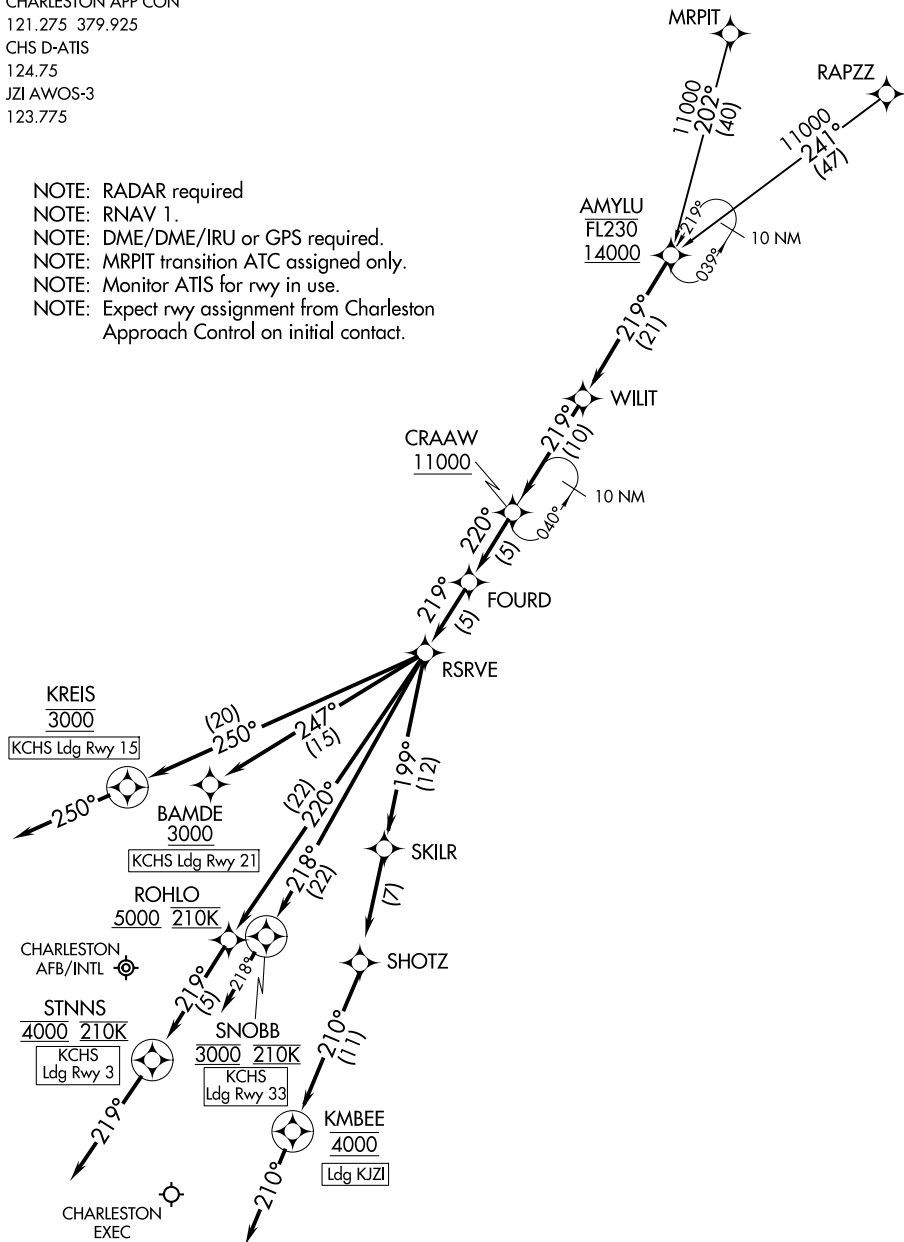 CHARLESTON APP CON
121.275 379.925
CHS D-ATIS
124.75
JZI AWOS-3
123.775
NOTE: RADAR required
NOTE: RNAV 1.
NOTE: DME/DME/IRU or GPS required.
NOTE: MRPIT transition ATC assigned only.
NOTE: Monitor ATIS for rwy in use.
NOTE: Expect rwy assignment from Charleston
Approach Control on initial contact.
MRPIT
RAPZZ
11000
202°
(40)
11000
241°
(47)
AMYLU
FL230
14000
219°
039°
10 NM
219°
(21)
WILIT
219°
(10)
CRAAW
11000
040°
10 NM
220°
(5)
FOURD
219°
(5)
RSRVE
KREIS
3000
KCHS Ldg Rwy 15
(20)
250°
250°
247°
(15)
BAMDE
3000
KCHS Ldg Rwy 21
199°
(12)
(22)
220°
218°
(22)
SKILR
(7)
ROHLO
5000 210K
CHARLESTON
AFB/INTL
218°
SHOTZ
219°
(5)
STNNS
4000 210K
KCHS
Ldg Rwy 3
219°
SNOBB
3000 210K
KCHS
Ldg Rwy 33
210°
(11)
KMBEE
4000
Ldg KJZI
210°
CHARLESTON
EXEC